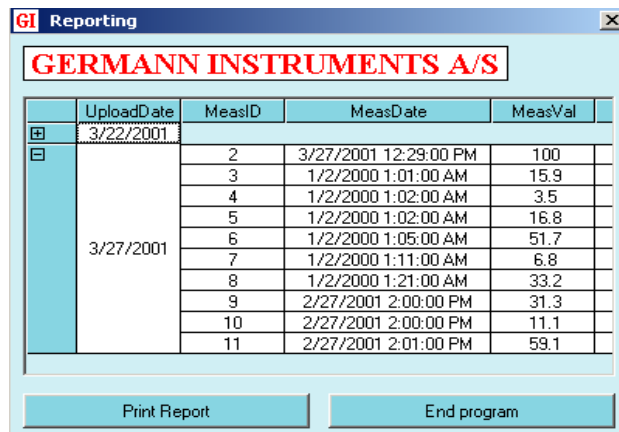 GI Reporting
GERMANN INSTRUMENTS A/S
UploadDate MeasID MeasDate MeasVal
3/22/2001
2 3/27/2001 12:29:00 PM 100
3 1/2/2000 1:01:00 AM 15.9
4 1/2/2000 1:02:00 AM 3.5
5 1/2/2000 1:02:00 AM 16.8
3/27/2001 6 1/2/2000 1:05:00 AM 51.7
7 1/2/2000 1:11:00 AM 6.8
8 1/2/2000 1:21:00 AM 33.2
9 2/27/2001 2:00:00 PM 31.3
10 2/27/2001 2:00:00 PM 11.1
11 2/27/2001 2:01:00 PM 59.1
Print Report End program